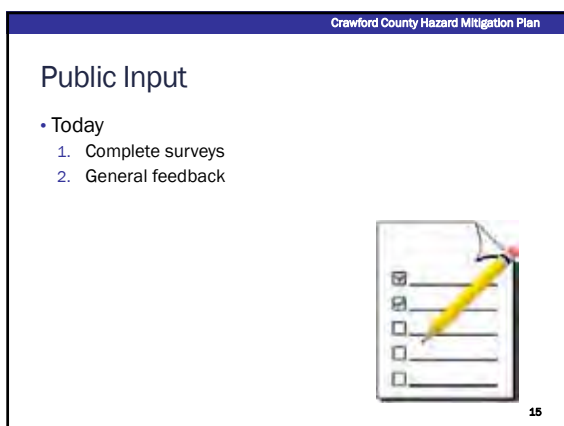 Crawford County Hazard Mitigation Plan
Public Input
• Today
1. Complete surveys
2. General feedback
15